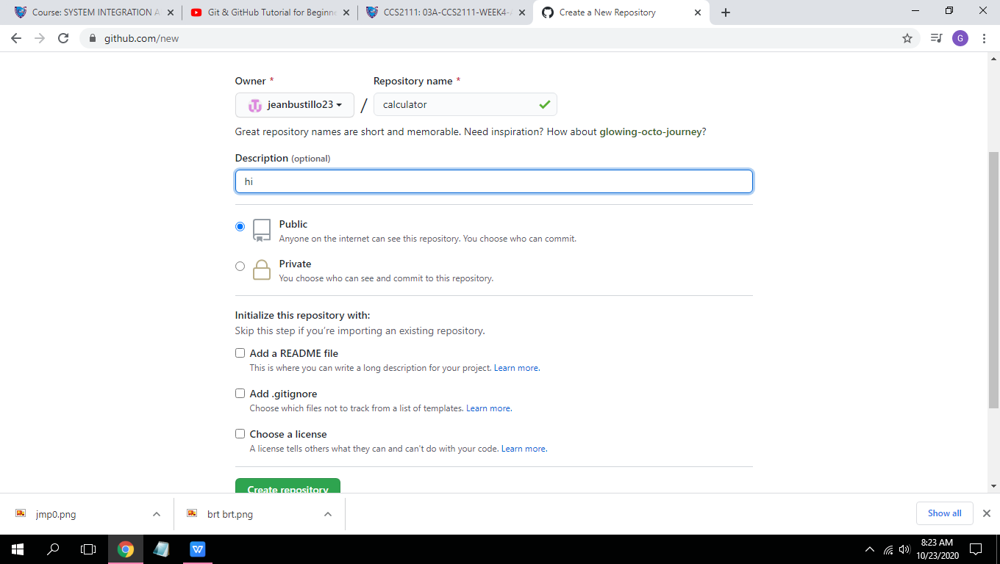 Course: SYSTEM INTEGRATION A
Git & GitHub Tutorial for Beginne
CCS2111: 03A-CCS2111-WEEK4-
Create a New Repository
github.com/new
G
Owner *
Repository name *
jeanbustillo23
/
calculator
Great repository names are short and memorable. Need inspiration? How about glowing-octo-journey?
Description (optional)
hi
Public
Anyone on the internet can see this repository. You choose who can commit.
Private
You choose who can see and commit to this repository.
Initialize this repository with:
Skip this step if you're importing an existing repository.
Add a README file
This is where you can write a long description for your project. Learn more.
Add .gitignore
Choose which files not to track from a list of templates. Learn more.
Choose a license
A license tells others what they can and can't do with your code. Learn more.
Create repository
jmp0.png
brt brt.png
Show all
W
8:23 AM
10/23/2020